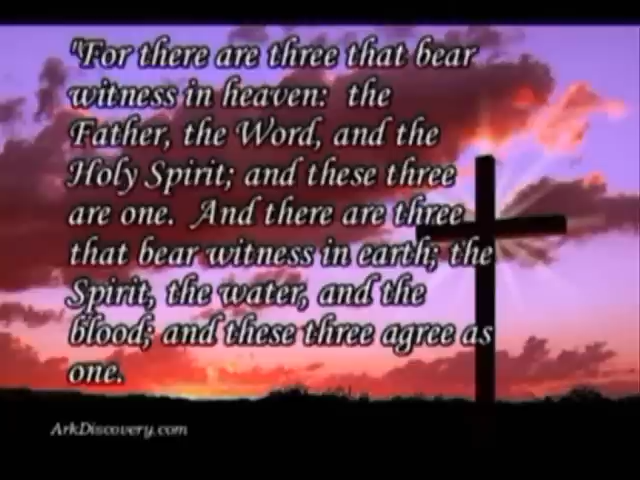 "For there are three that bear
witness in heaven: the
Father, the Word, and the
Holy Spirit; and these three
are one. And there are three
that bear witness in earth; the
Spirit, the water, and the
blood; and these three agree as
one.
ArkDiscovery.com